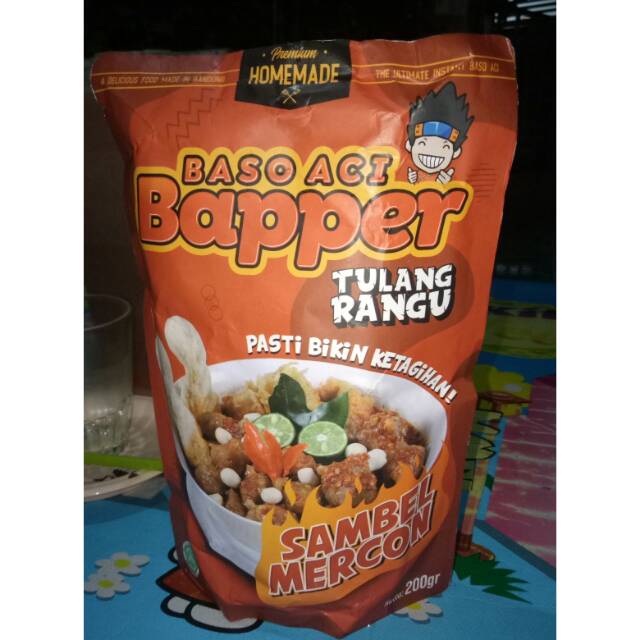 Premium
HOMEMADE
A DELICIOUS FOOD MADE IN BANDUNG
THE ULTIMATE INSTANT BASO ACI
BASO ACI
Bapper
TULANG
RANGU
PASTI BIKIN KETAGIHAN!
SAMBEL
MERCON
Netto: 200gr